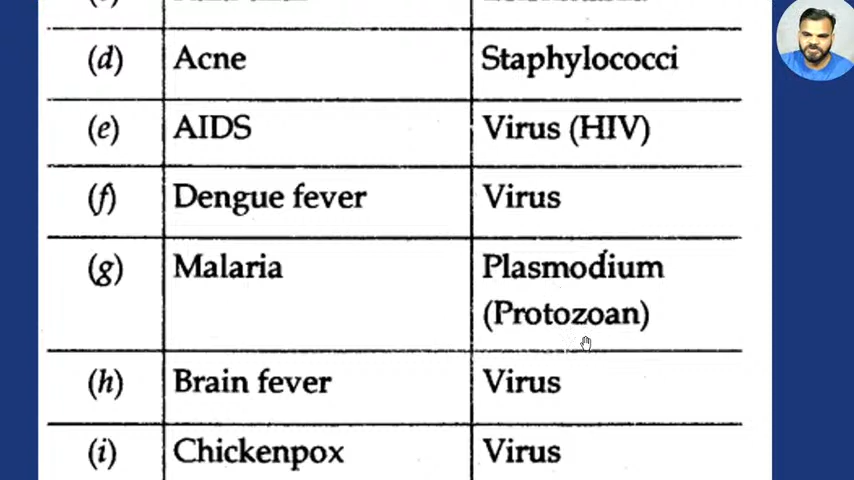 (d) Acne Staphylococci
(e) AIDS Virus (HIV)
(f) Dengue fever Virus
(g) Malaria Plasmodium
(Protozoan)
(h) Brain fever Virus
(i) Chickenpox Virus